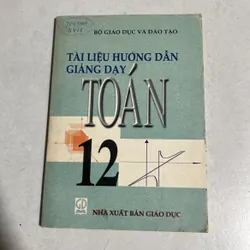 BỘ GIÁO DỤC VÀ ĐÀO TẠO
TÀI LIỆU HƯỚNG DẪN
GIẢNG DẠY
TOÁN
12
NHÀ XUẤT BẢN GIÁO DỤC